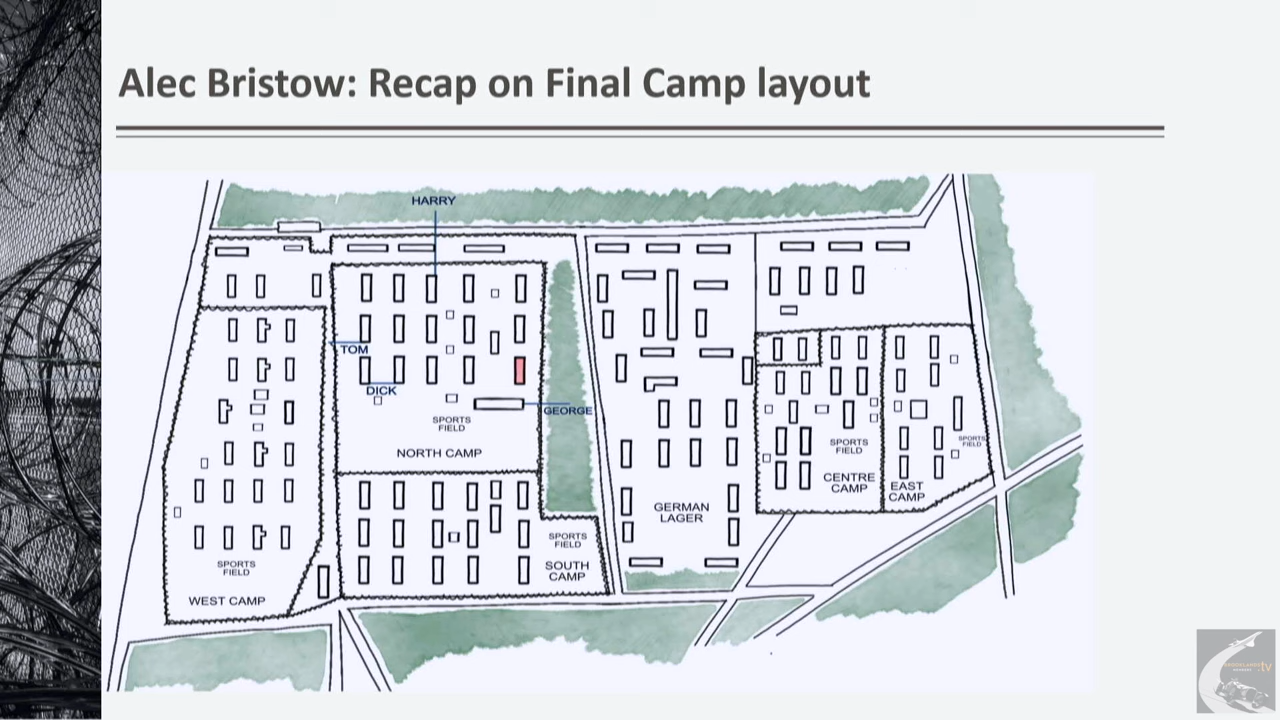 Alec Bristow: Recap on Final Camp layout
HARRY
TOM
DICK
GEORGE
SPORTS
FIELD
NORTH CAMP
SPORTS
FIELD
WEST CAMP
SPORTS
FIELD
SOUTH
CAMP
GERMAN
LAGER
SPORTS
FIELD
CENTRE
CAMP
SPORTS
FIELD
EAST
CAMP
.TV